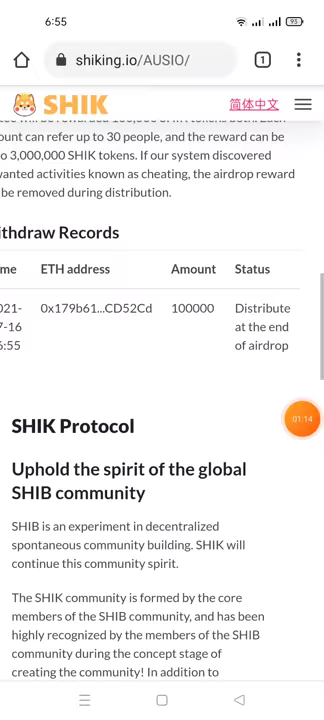 6:55
93
shiking.io/AUSIO/
1
SHIK
简体中文
ount can refer up to 30 people, and the reward can be
o 3,000,000 SHIK tokens. If our system discovered
wanted activities known as cheating, the airdrop reward
be removed during distribution.
ithdraw Records
me ETH address Amount Status
021-
7-16
6:55
0x179b61...CD52Cd
100000
Distribute
at the end
of airdrop
01:14
SHIK Protocol
Uphold the spirit of the global
SHIB community
SHIB is an experiment in decentralized
spontaneous community building. SHIK will
continue this community spirit.
The SHIK community is formed by the core
members of the SHIB community, and has been
highly recognized by the members of the SHIB
community during the concept stage of
creating the community! In addition to